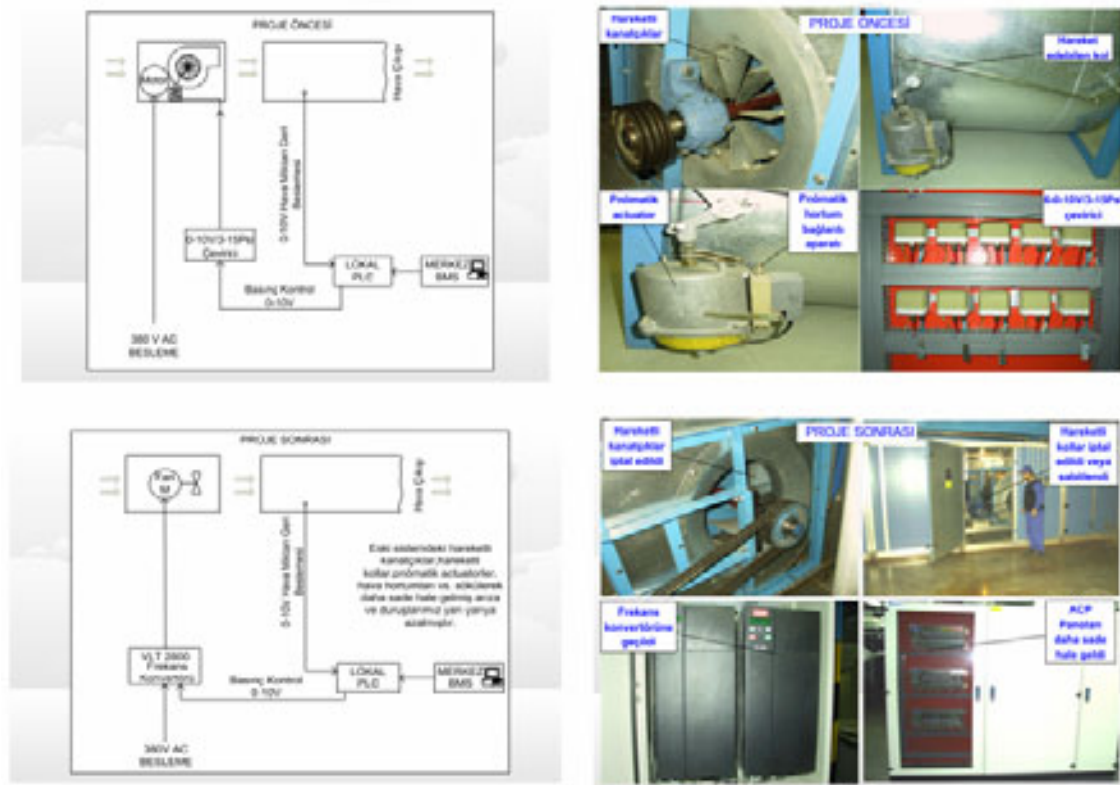 PROJE ÖNCESİ
Motor
Hava Çıkışı
0-10V Hava Miktarı Geri
Beslemesi
0-10V/3-15Psi
Çevirici
LOKAL
PLC
MERKEZ
BMS
Basınç Kontrol
0-10V
380 V AC
BESLEME
PROJE ÖNCESİ
Hareketli
kanatçıklar
Hareket
edebilen kol
Pnömatik
actuator
Pnömatik
hortum
bağlantı
aparatı
çevirici
PROJE SONRASI
Fan
M
Hava Çıkışı
0-10v Hava Miktarı Geri
Beslemesi
Eski sistemdeki hareketli
kanatçıklar,hareketli
kollar,pnömatik actuatorler,
hava hortumları vs. sökülerek
daha sade hale gelmiş arıza
ve duruşlarımız yarı yarıya
azalmıştır.
VLT 2800
Frekans
Konvertörü
LOKAL
PLC
MERKEZ
BMS
Basınç Kontrol
0-10V
380V AC
BESLEME
PROJE SONRASI
Hareketli
kanatçıklar
iptal edildi
Hareketli
kollar iptal
edildi veya
sabitlendi
Frekans
konvertörüne
geçildi
ACP
Panoları
daha sade
hale geldi